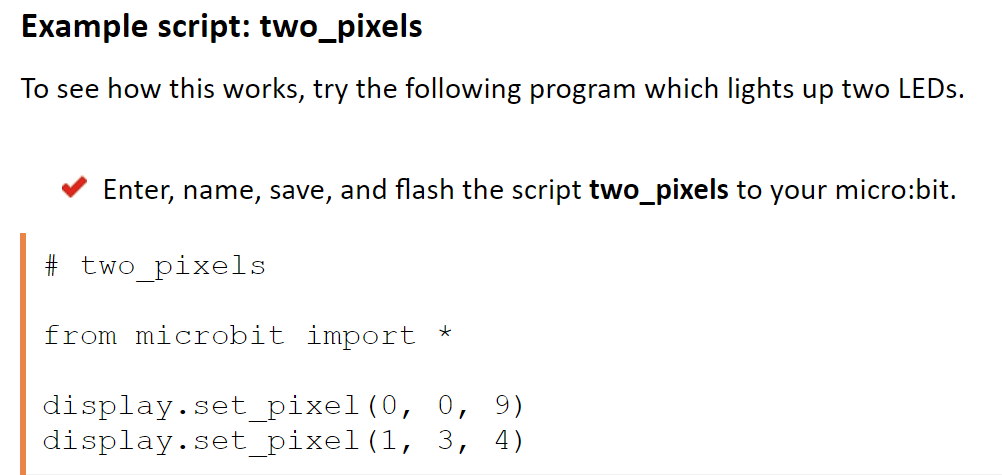 Example script: two_pixels
To see how this works, try the following program which lights up two LEDs.
Enter, name, save, and flash the script two_pixels to your micro:bit.
# two_pixels
from microbit import *
display.set_pixel(0, 0, 9)
display.set_pixel(1, 3, 4)